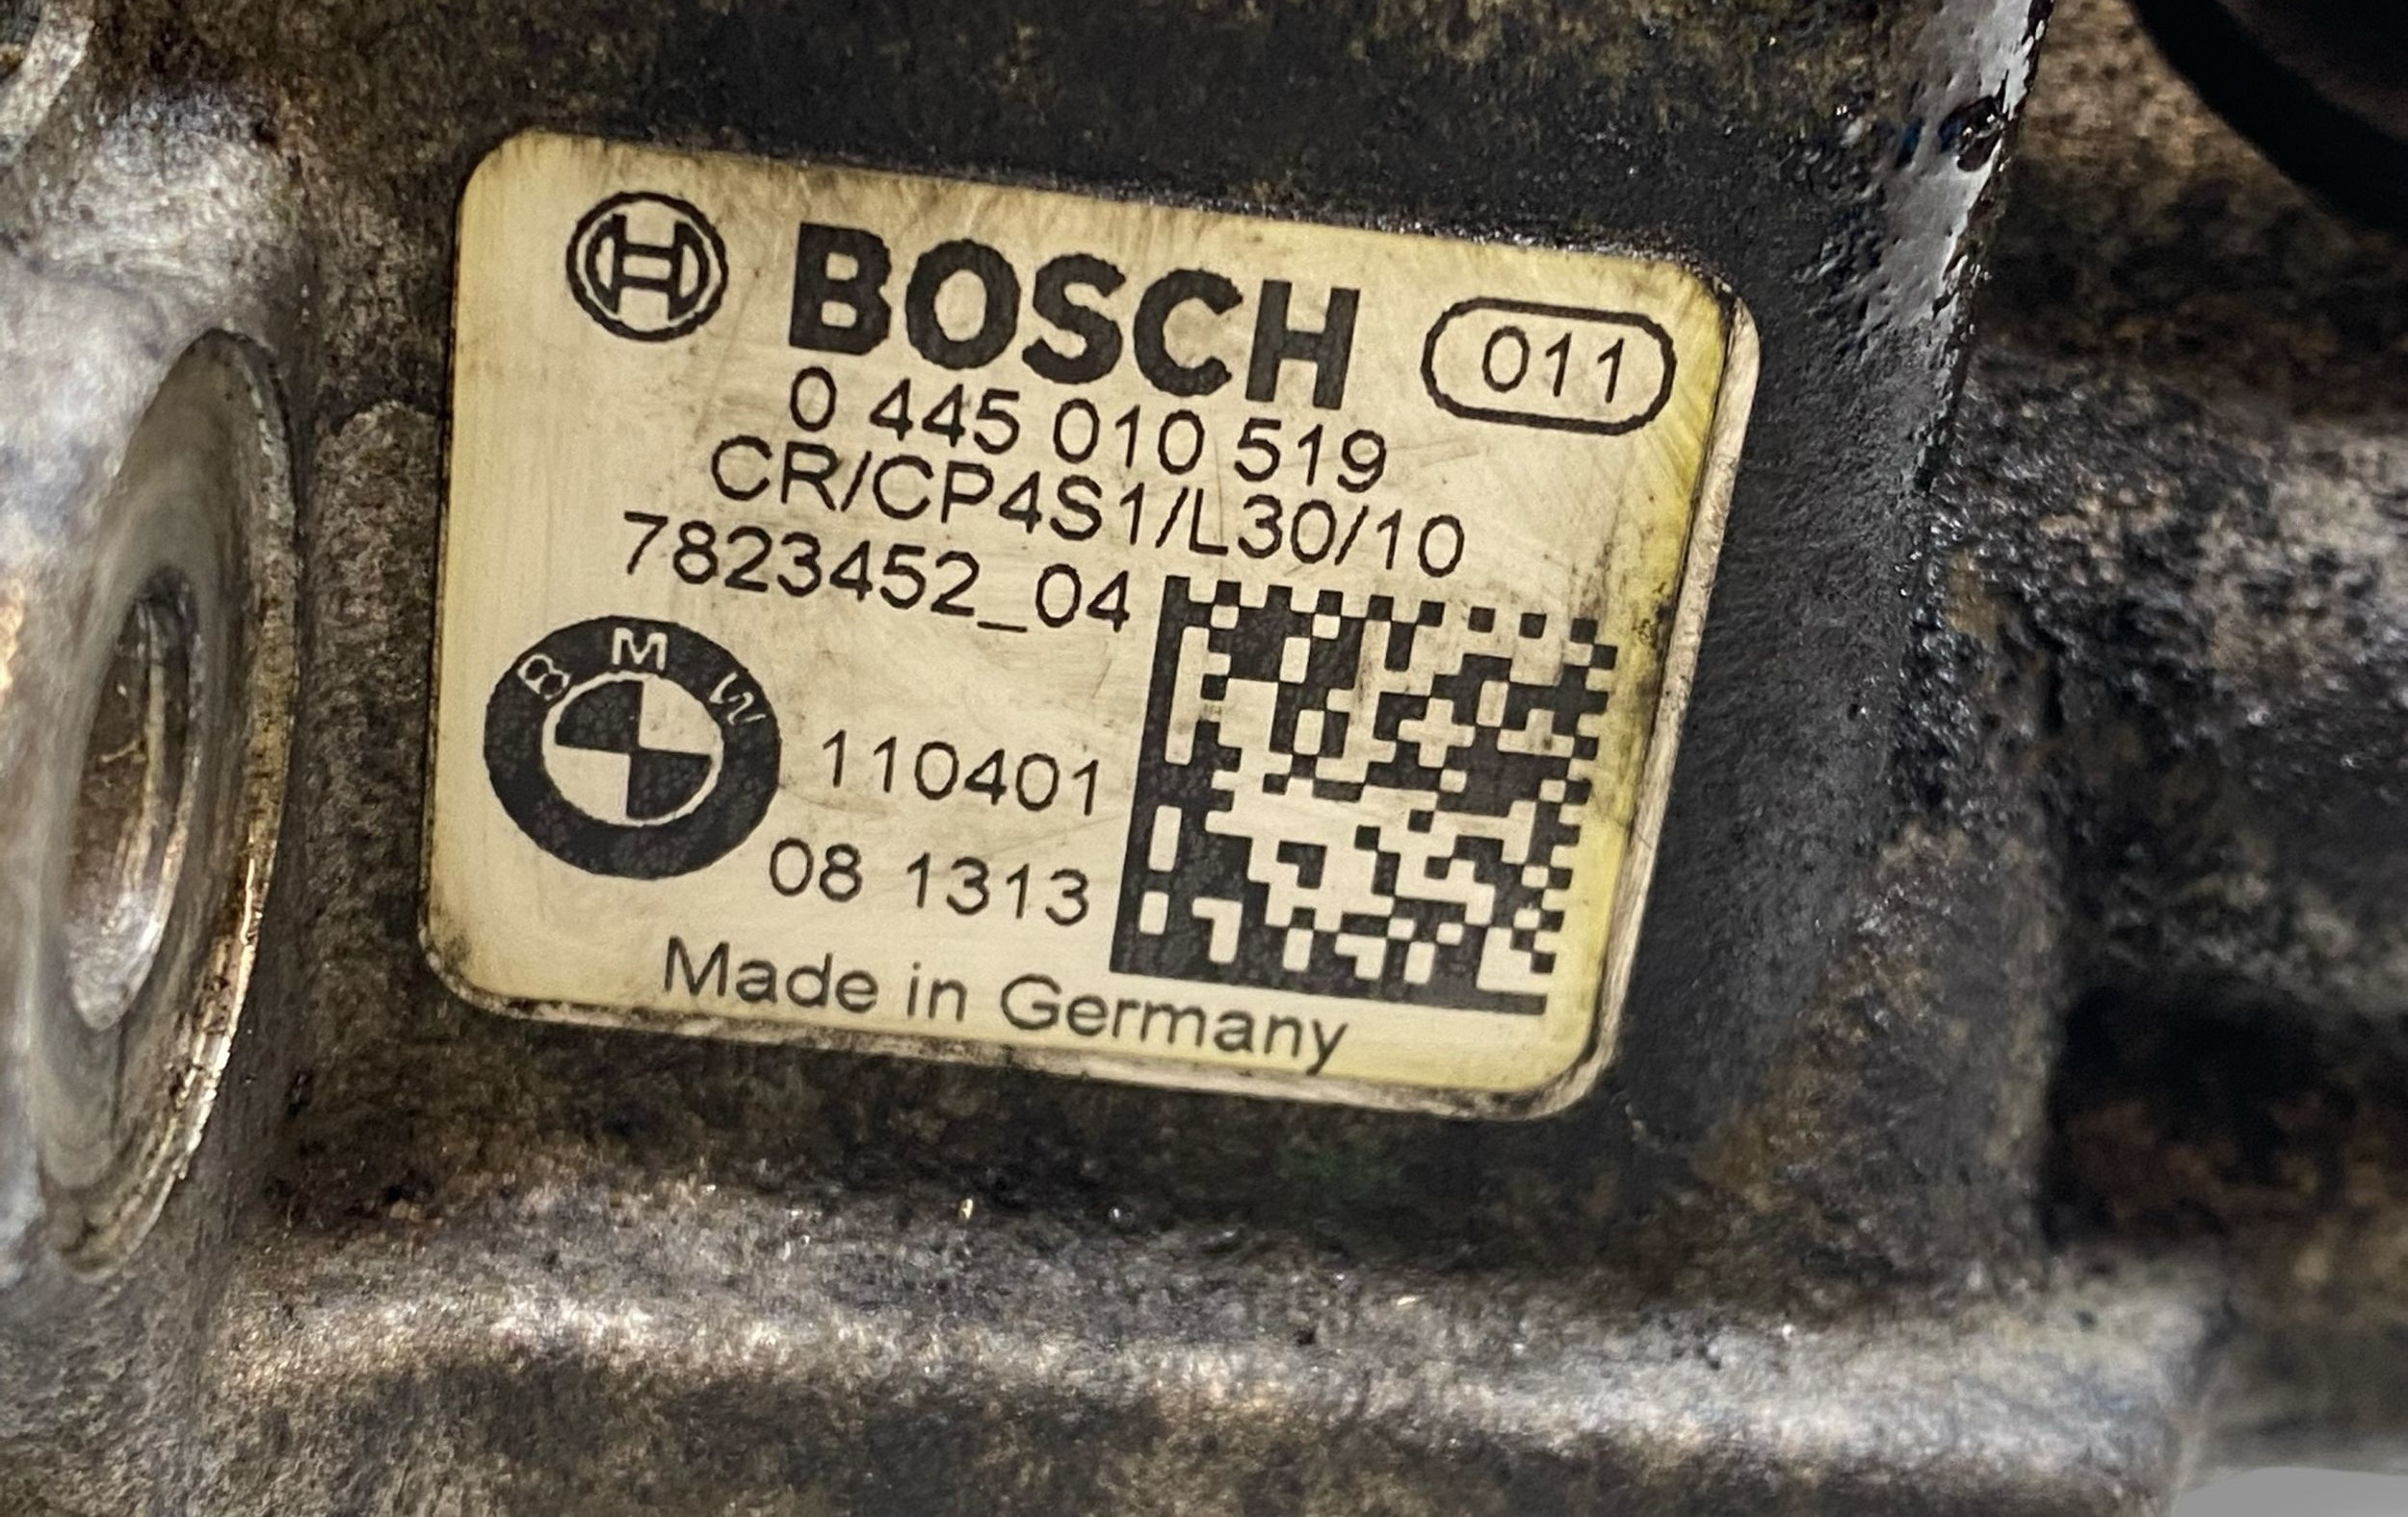 BOSCH 011
0 445 010 519
CR/CP4S1/L30/10
7823452_04
BMW
110401
08 1313
Made in Germany